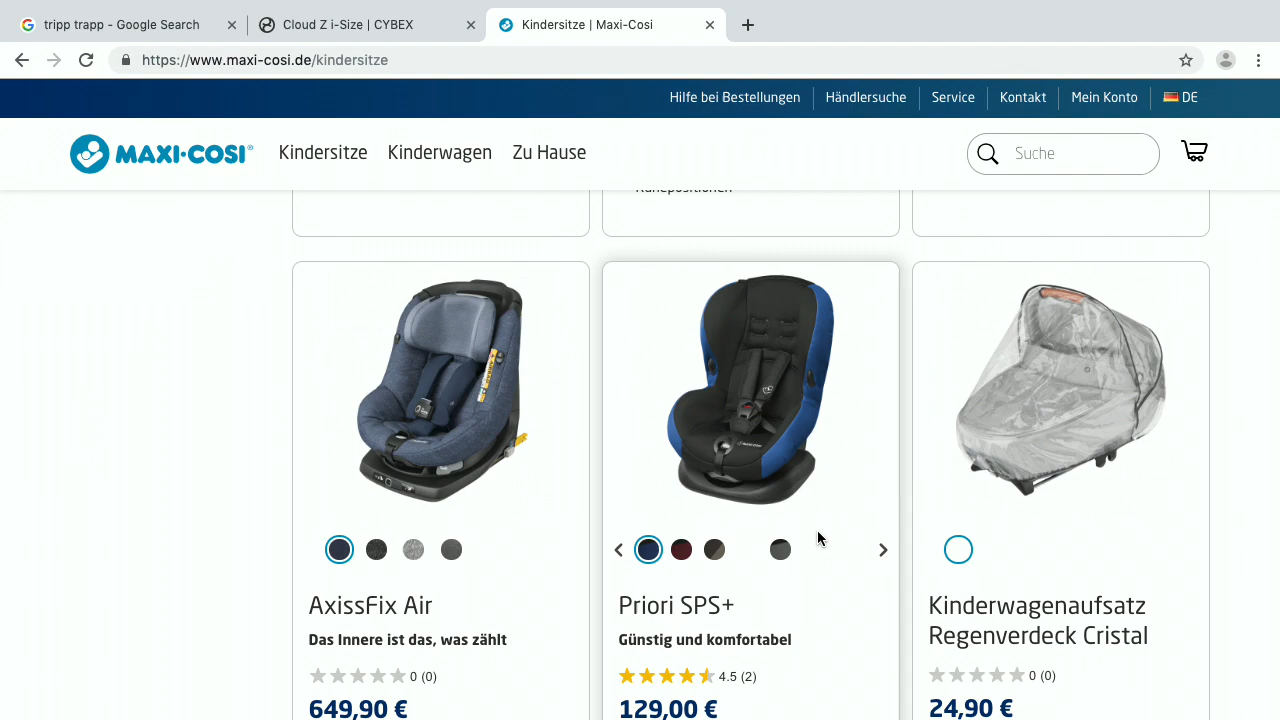 tripp trapp - Google Search
Cloud Z i-Size | CYBEX
Kindersitze | Maxi-Cosi
https://www.maxi-cosi.de/kindersitze
Hilfe bei Bestellungen
Händlersuche
Service
Kontakt
Mein Konto
DE
MAXI·COSI®
Kindersitze
Kinderwagen
Zu Hause
Suche
Ruhepositionen
AxissFix Air
Das Innere ist das, was zählt
0 (0)
649,90 €
Priori SPS+
Günstig und komfortabel
4.5 (2)
129,00 €
Kinderwagenaufsatz
Regenverdeck Cristal
0 (0)
24,90 €